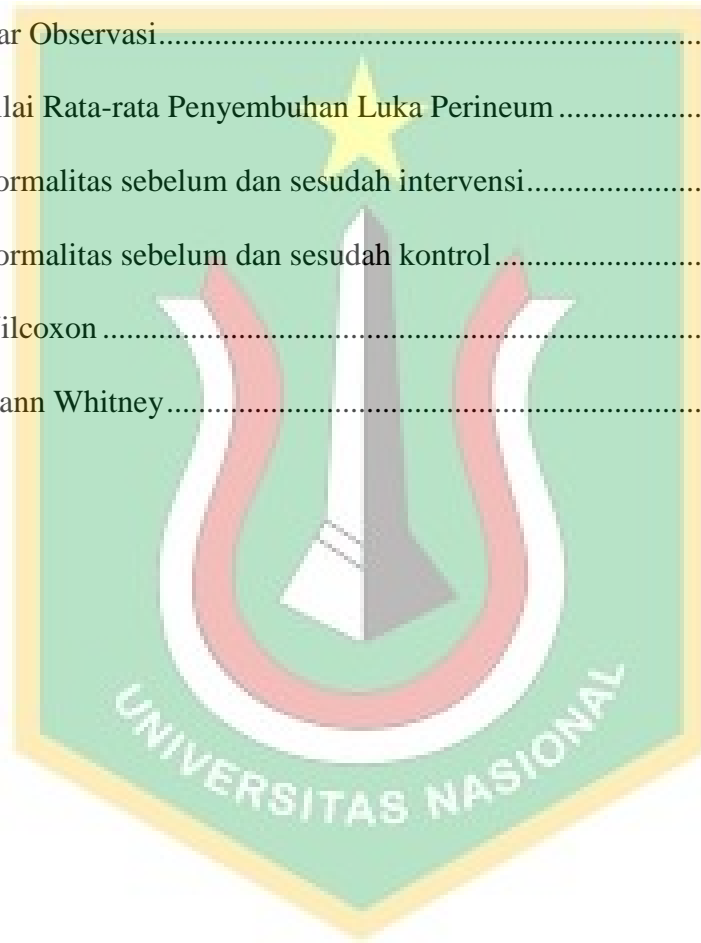 ar Observasi..............................................................................
ilai Rata-rata Penyembuhan Luka Perineum ....................
ormalitas sebelum dan sesudah intervensi.........................
ormalitas sebelum dan sesudah kontrol.............................
ilcoxon .....................................................................................
ann Whitney.............................................................................
UNIVERSITAS NASIONAL